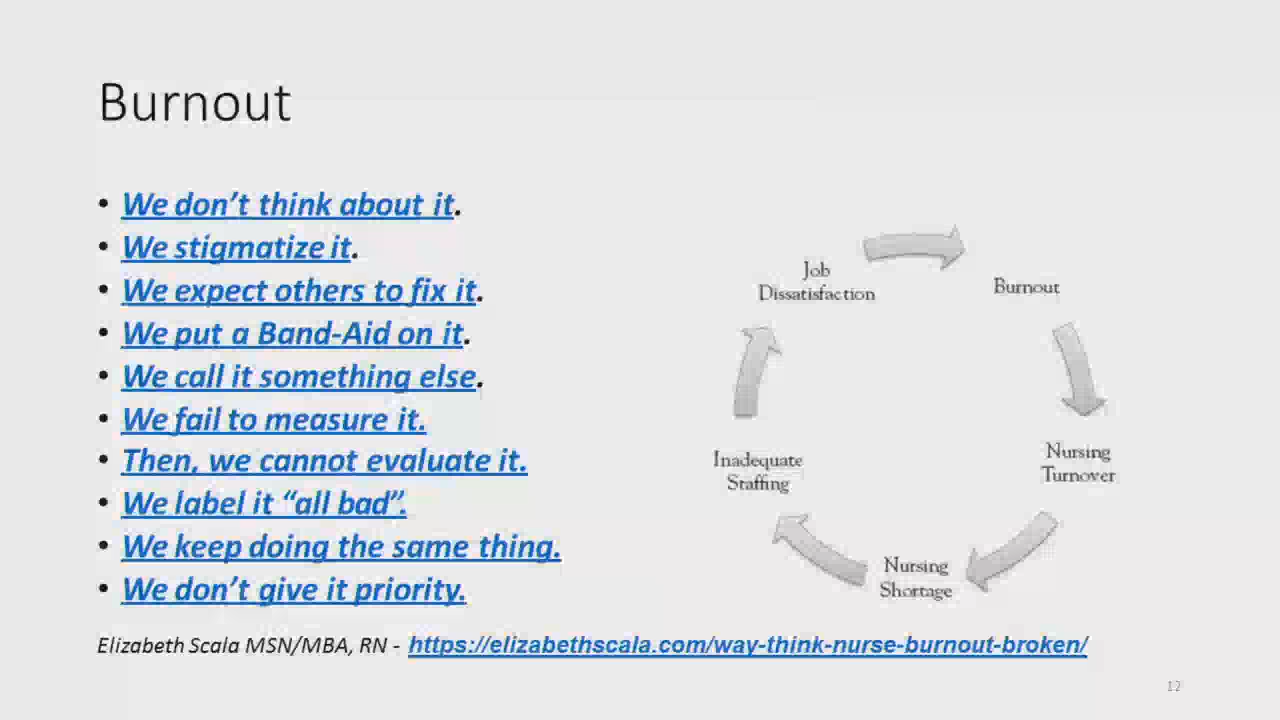 Burnout
• We don't think about it.
• We stigmatize it.
• We expect others to fix it.
• We put a Band-Aid on it.
• We call it something else.
• We fail to measure it.
• Then, we cannot evaluate it.
• We label it “all bad”.
• We keep doing the same thing.
• We don't give it priority.
Job
Dissatisfaction
Burnout
Nursing
Turnover
Nursing
Shortage
Inadequate
Staffing
Elizabeth Scala MSN/MBA, RN - https://elizabethscala.com/way-think-nurse-burnout-broken/
12